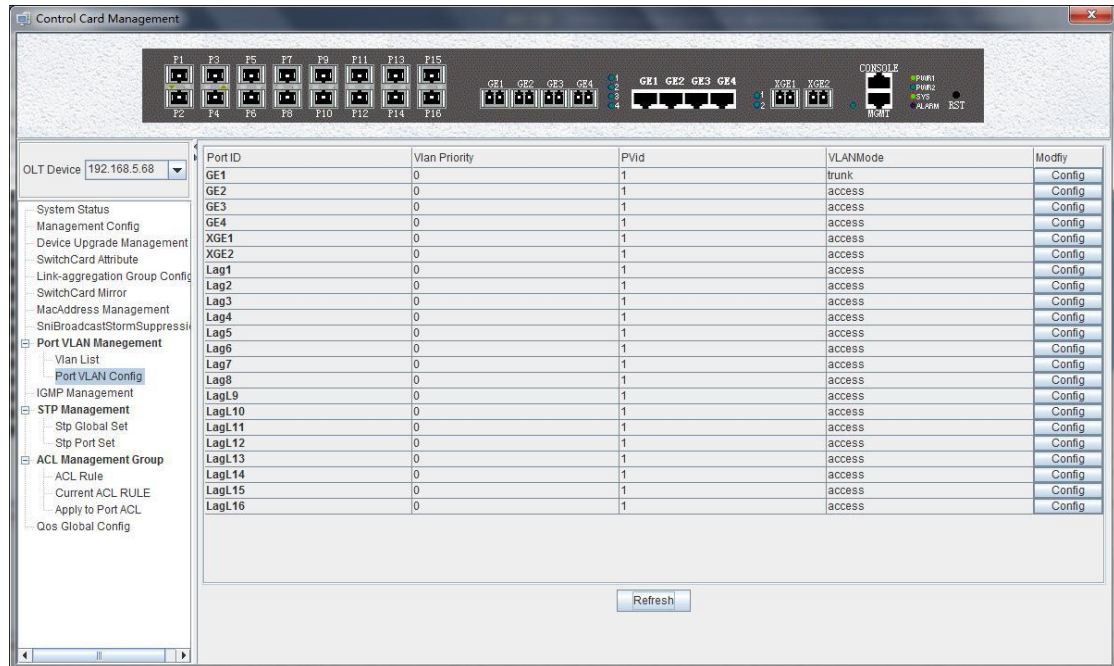 Control Card Management
P1 P3 P5 P7 P9 P11 P13 P15
P2 P4 P6 P8 P10 P12 P14 P16
GE1 GE2 GE3 GE4
1
2
3
4
GE1 GE2 GE3 GE4
1
2
XGE1 XGE2
CONSOLE
MGMT
PWR1
PWR2
SYS
ALARM
RST
OLT Device 192.168.5.68
System Status
Management Config
Device Upgrade Management
SwitchCard Attribute
Link-aggregation Group Config
SwitchCard Mirror
MacAddress Management
SniBroadcastStormSuppressi
Port VLAN Management
Vlan List
Port VLAN Config
IGMP Management
STP Management
Stp Global Set
Stp Port Set
ACL Management Group
ACL Rule
Current ACL RULE
Apply to Port ACL
Qos Global Config
Port ID Vlan Priority PVid VLANMode Modfiy
GE1 0 1 trunk Config
GE2 0 1 access Config
GE3 0 1 access Config
GE4 0 1 access Config
XGE1 0 1 access Config
XGE2 0 1 access Config
Lag1 0 1 access Config
Lag2 0 1 access Config
Lag3 0 1 access Config
Lag4 0 1 access Config
Lag5 0 1 access Config
Lag6 0 1 access Config
Lag7 0 1 access Config
Lag8 0 1 access Config
LagL9 0 1 access Config
LagL10 0 1 access Config
LagL11 0 1 access Config
LagL12 0 1 access Config
LagL13 0 1 access Config
LagL14 0 1 access Config
LagL15 0 1 access Config
LagL16 0 1 access Config
Refresh